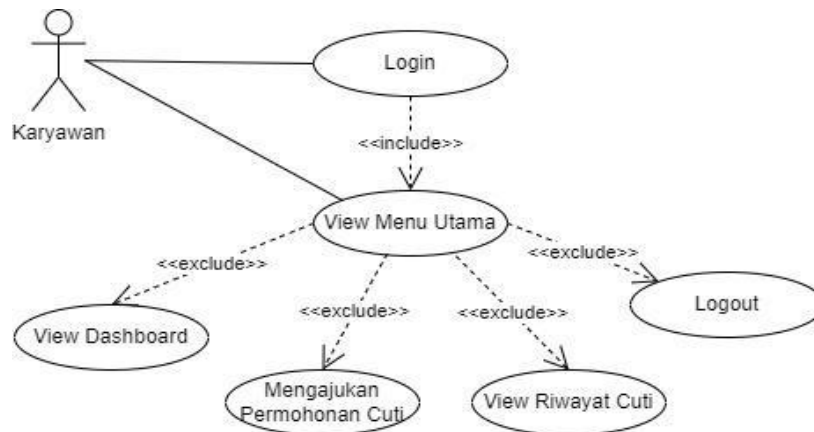 Login
Karyawan
<<include>>
View Menu Utama
<<exclude>>
<<exclude>>
Logout
<<exclude>>
<<exclude>>
View Dashboard
Mengajukan
Permohonan Cuti
View Riwayat Cuti